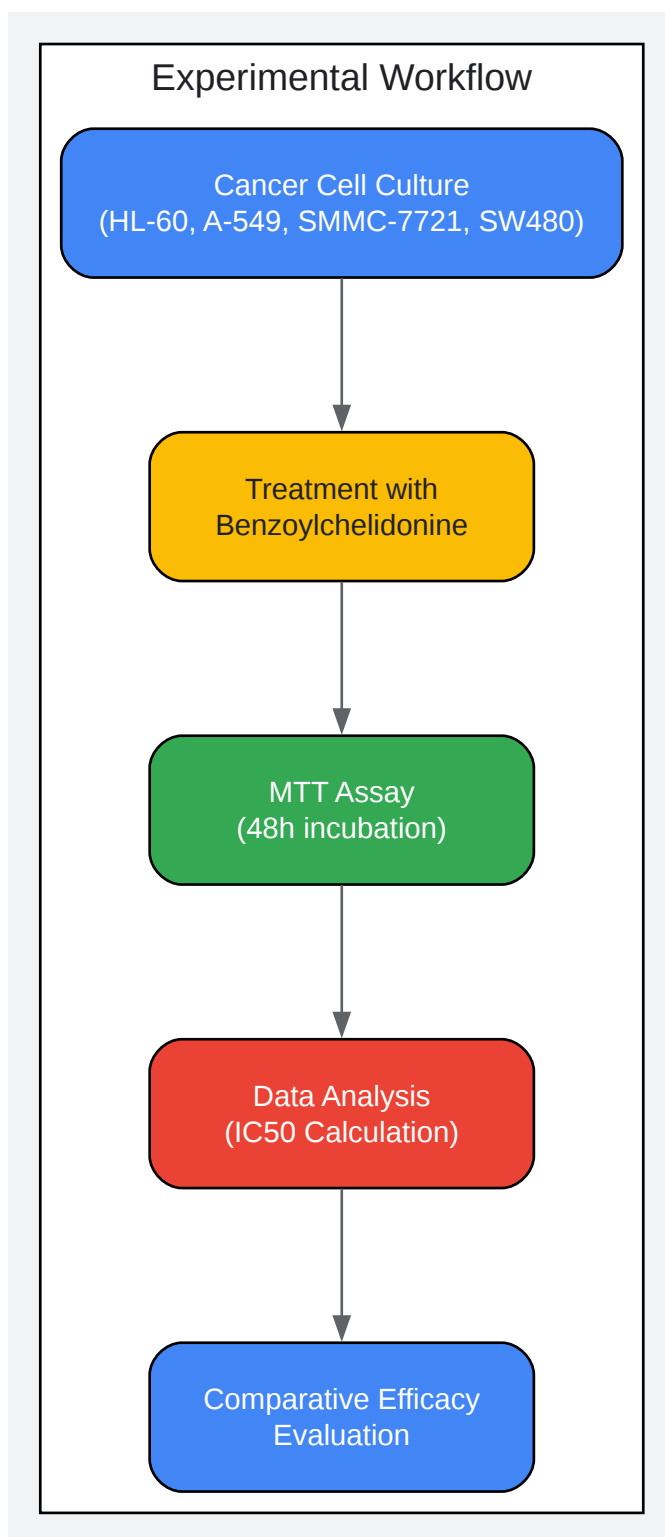 Experimental Workflow
Cancer Cell Culture
(HL-60, A-549, SMMC-7721, SW480)
Treatment with
Benzoylchelidonine
MTT Assay
(48h incubation)
Data Analysis
(IC50 Calculation)
Comparative Efficacy
Evaluation